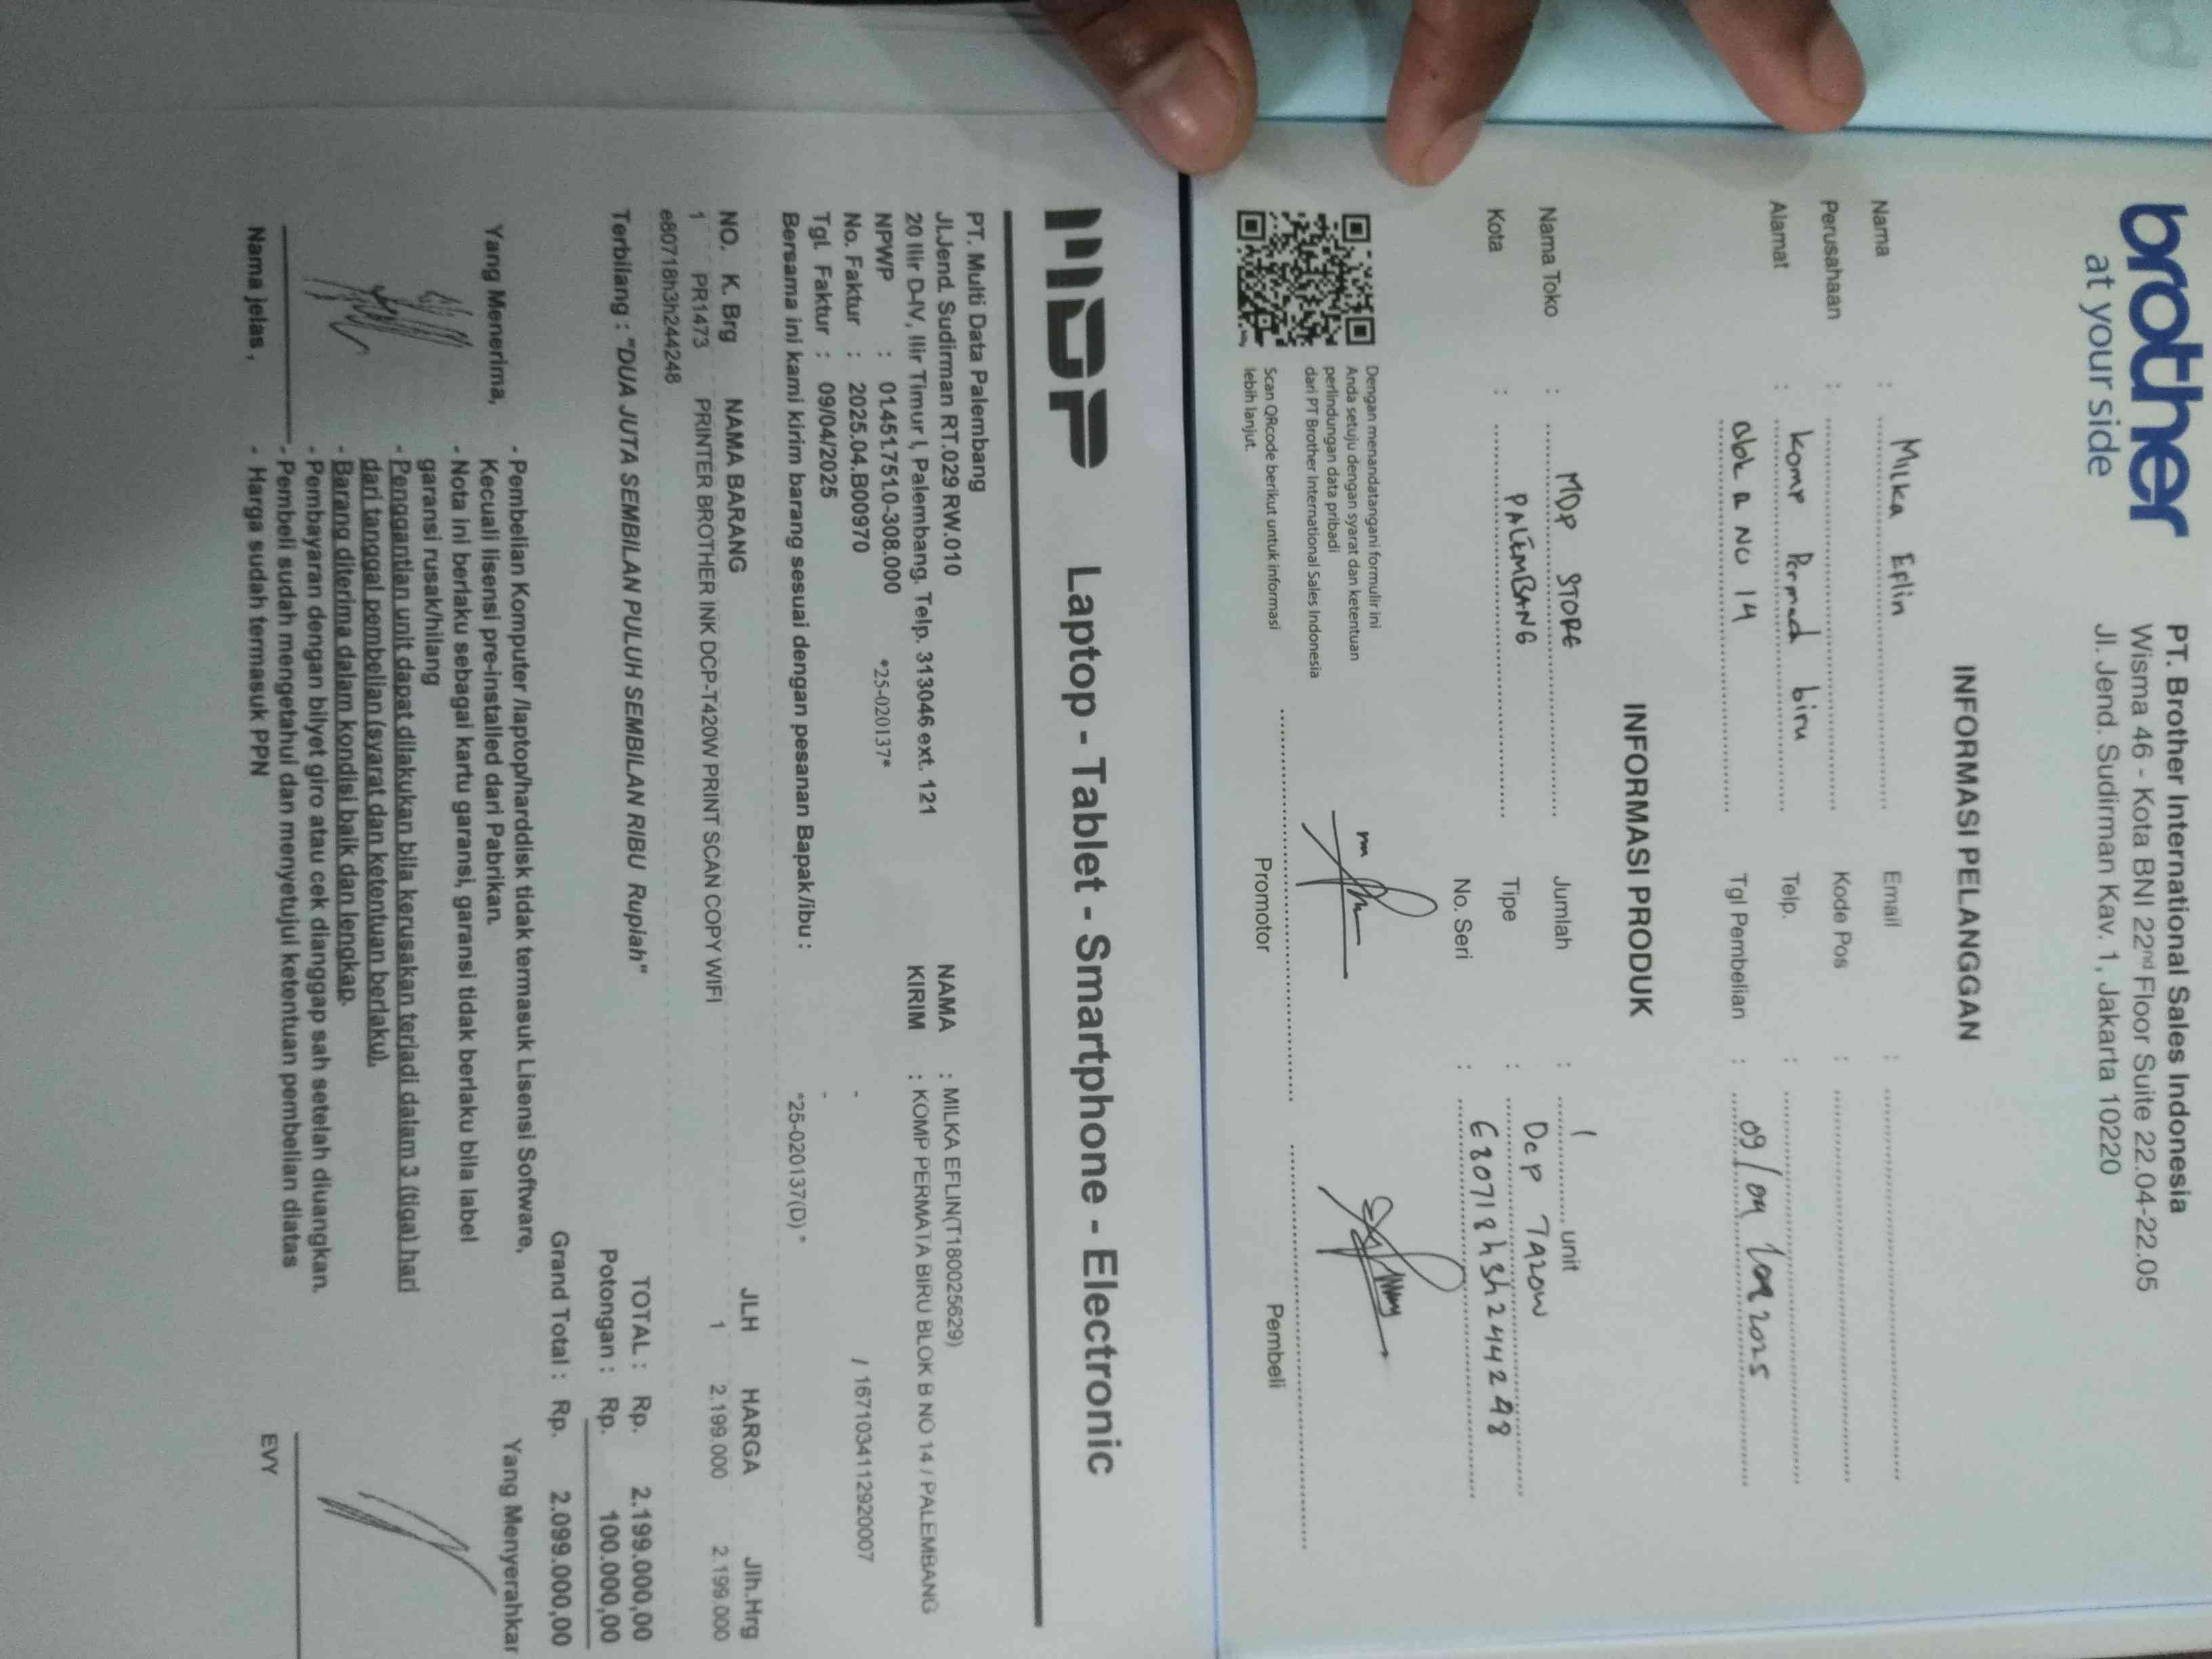 brother
at your side
PT. Brother International Sales Indonesia
Wisma 46 - Kota BNI 22nd Floor Suite 22.04-22.05
Jl. Jend. Sudirman Kav. 1, Jakarta 10220
INFORMASI PELANGGAN
Nama : Milka Eflin Email :
Perusahaan : Kode Pos :
Alamat : komp Permad biru Telp. :
NO 14 Tgl Pembelian : 09/04 2025
INFORMASI PRODUK
Nama Toko : MDP STORE Jumlah : 1 unit
Kota : PALEMBANG Tipe : Dcp T420W
No. Seri : E80718h3h244248
Dengan menandatangani formulir ini
Anda setuju dengan syarat dan ketentuan
perlindungan data pribadi
dari PT Brother International Sales Indonesia
Scan QRcode berikut untuk informasi
lebih lanjut.
Promotor Pembeli
MDP Laptop - Tablet - Smartphone - Electronic
PT. Multi Data Palembang
Jl.Jend. Sudirman RT.029 RW.010
20 Ilir D-IV, Ilir Timur I, Palembang. Telp. 313046 ext. 121
NAMA : MILKA EFLIN(T180025629)
KIRIM : KOMP PERMATA BIRU BLOK B NO 14 / PALEMBANG
NPWP : 01.451.751.0-308.000 *25-020137*
No. Faktur : 2025.04.B00970 - / 1671034112920007
Tgl. Faktur : 09/04/2025 -
Bersama ini kami kirim barang sesuai dengan pesanan Bapak/ibu : *25-020137(D)*
NO. K. Brg NAMA BARANG JLH HARGA Jlh.Hrg
1 PR1473 PRINTER BROTHER INK DCP-T420W PRINT SCAN COPY WIFI 1 2.199.000 2.199.000
e80718h3h244248
Terbilang : "DUA JUTA SEMBILAN PULUH SEMBILAN RIBU Rupiah"
TOTAL : Rp. 2.199.000,00
Potongan : Rp. 100.000,00
Grand Total : Rp. 2.099.000,00
Yang Menerima,
- Pembelian Komputer /laptop/harddisk tidak termasuk Lisensi Software,
Kecuali lisensi pre-installed dari Pabrikan.
- Nota ini berlaku sebagai kartu garansi, garansi tidak berlaku bila label
garansi rusak/hilang
- Penggantian unit dapat dilakukan bila kerusakan terjadi dalam 3 (tiga) hari
dari tanggal pembelian (syarat dan ketentuan berlaku).
- Barang diterima dalam kondisi baik dan lengkap.
- Pembayaran dengan bilyet giro atau cek dianggap sah setelah diuangkan.
- Pembeli sudah mengetahui dan menyetujui ketentuan pembelian diatas
- Harga sudah termasuk PPN
Nama jelas ,
Yang Menyerahkan
EVY